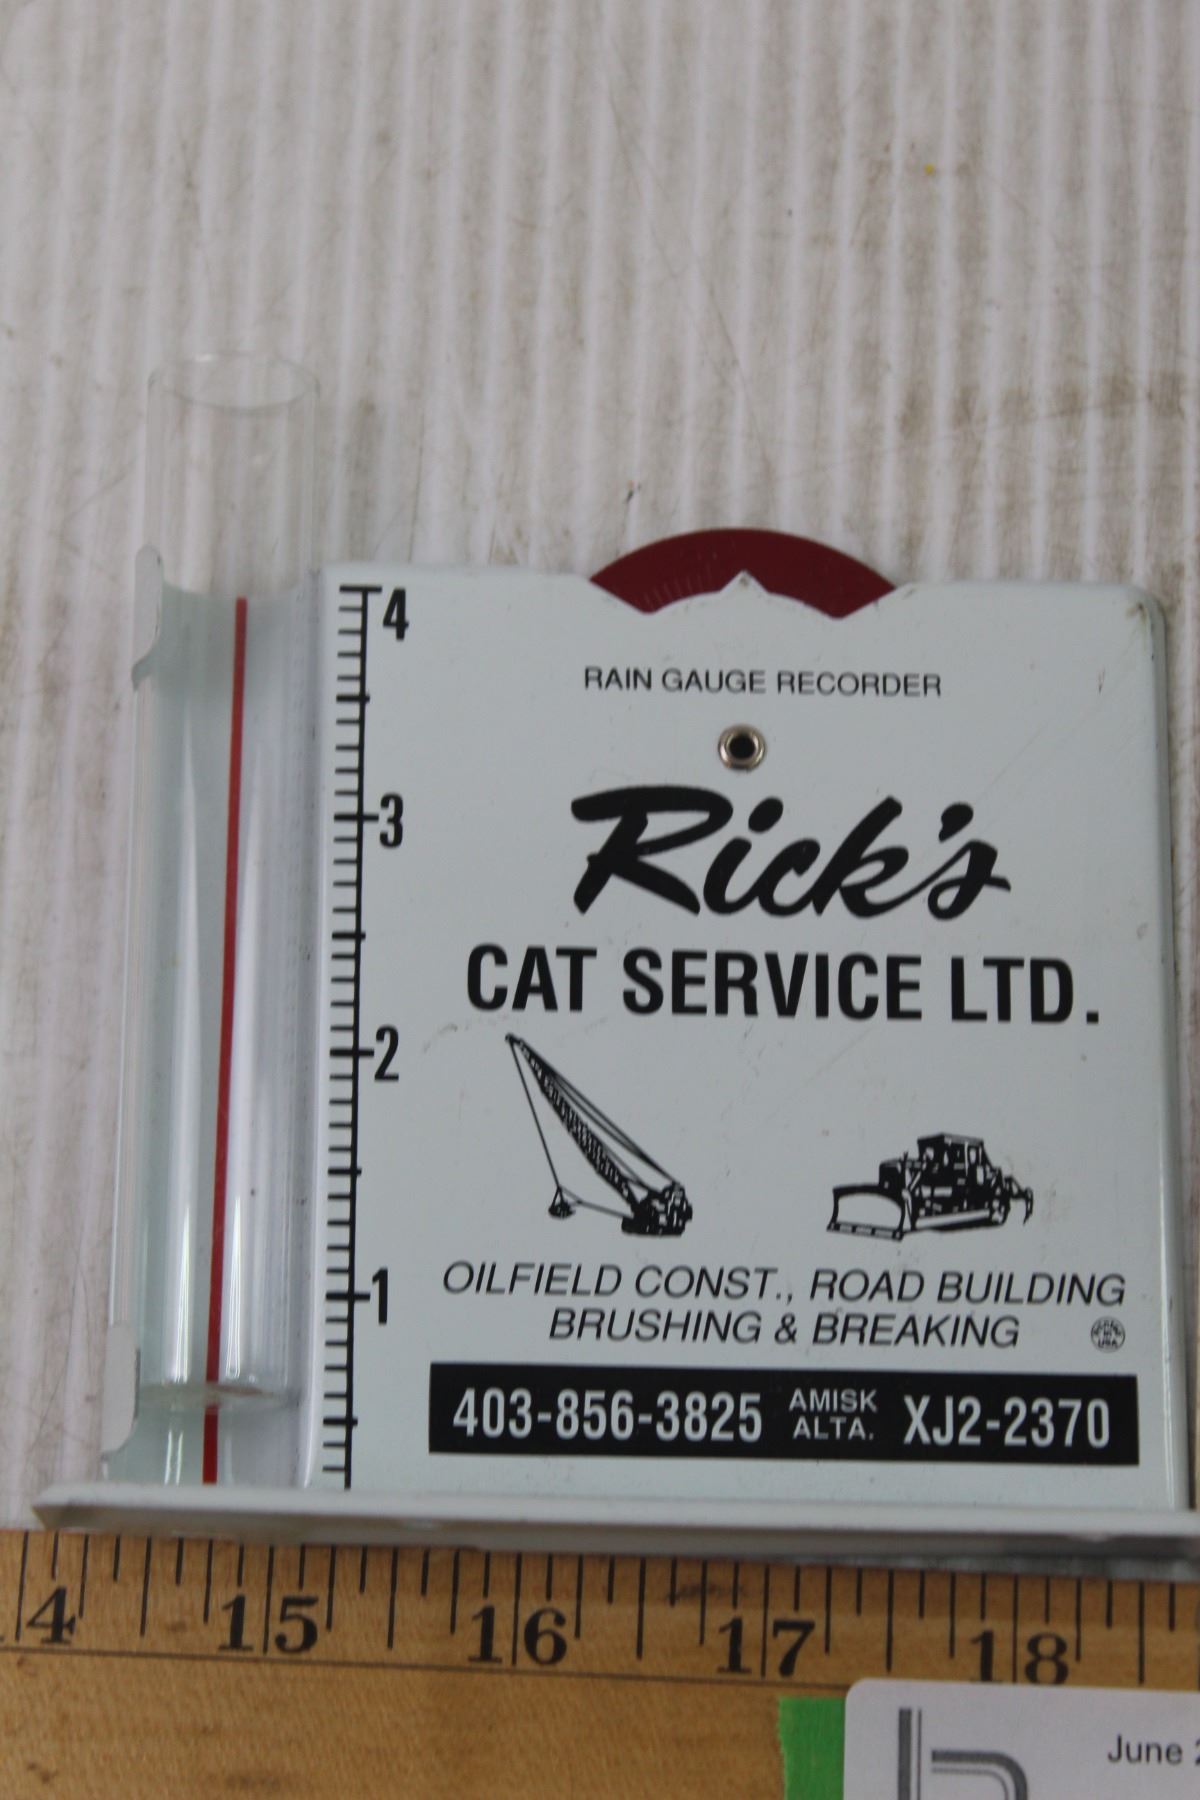 4
RAIN GAUGE RECORDER
3
Rick's
CAT SERVICE LTD.
2
OILFIELD CONST., ROAD BUILDING
1
BRUSHING & BREAKING
403-856-3825 AMISK ALTA. XJ2-2370
4 15 16 17 18
June 2